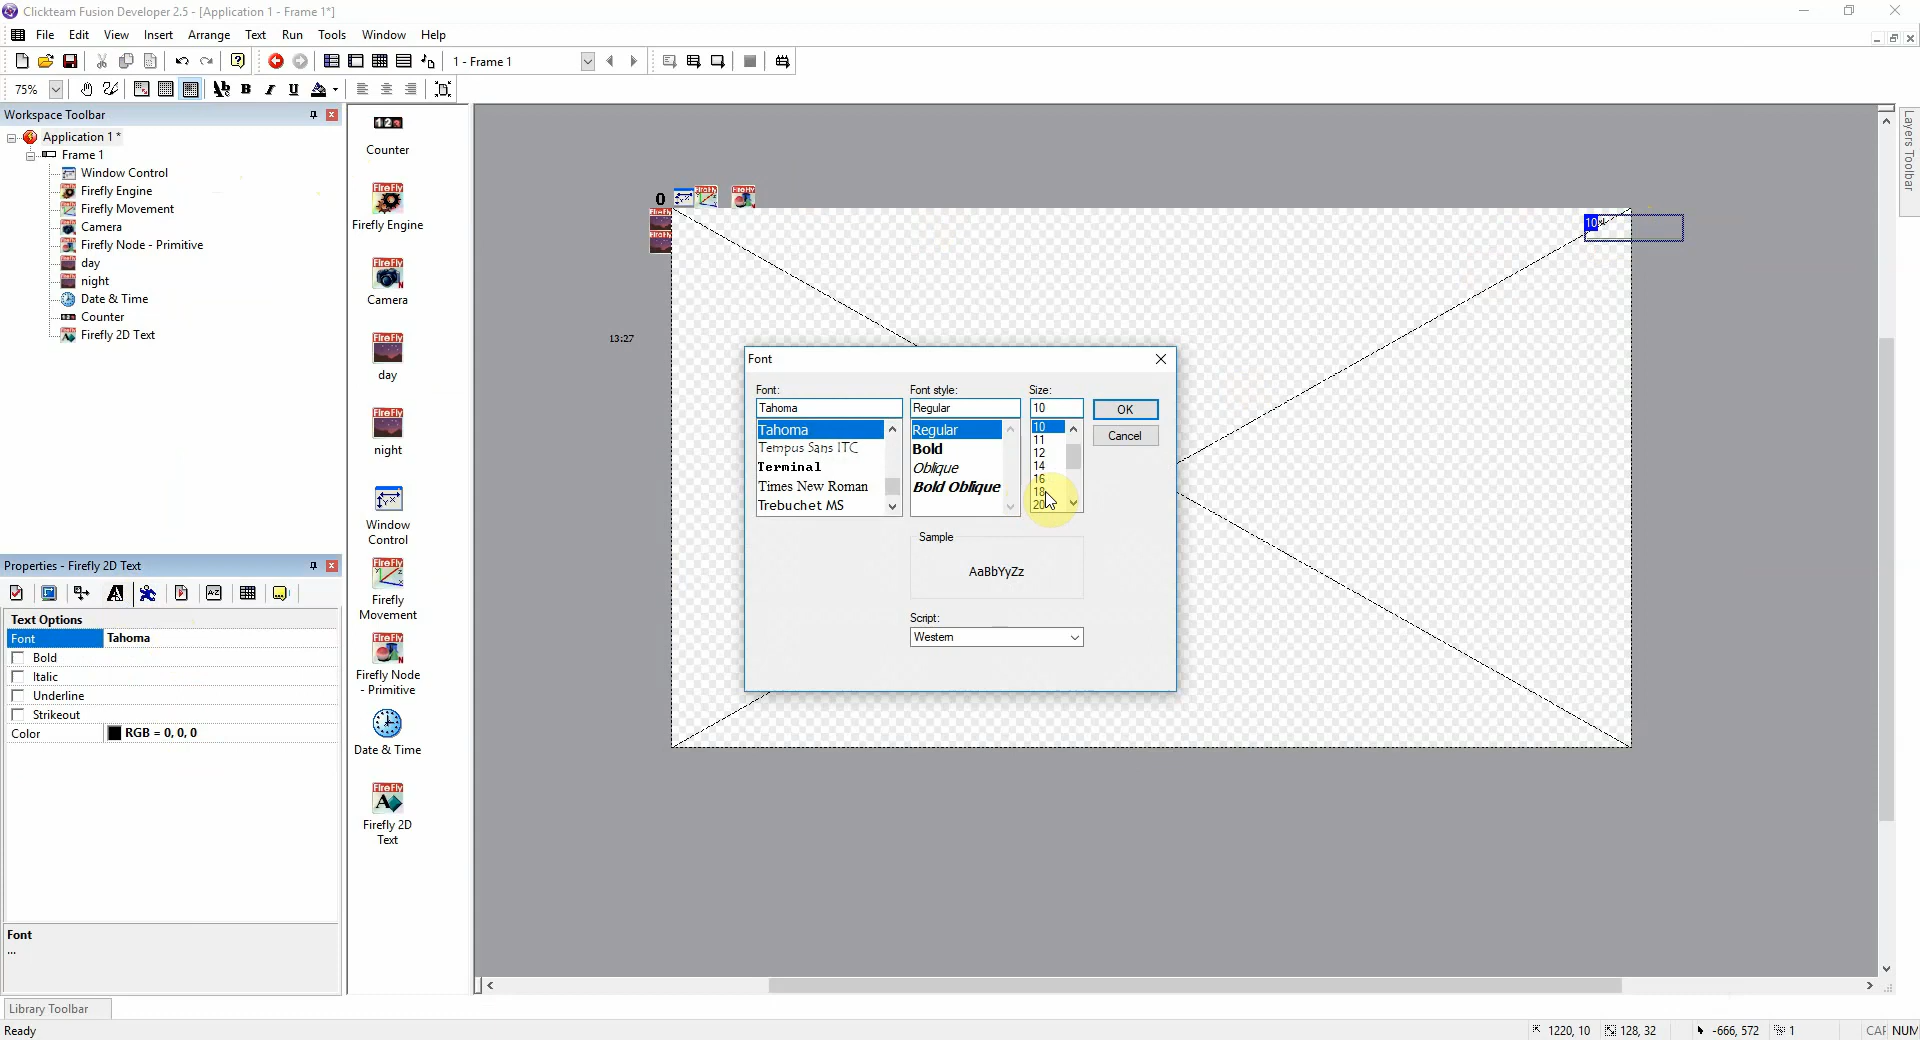 Clickteam Fusion Developer 2.5 - [Application 1 - Frame 1*]
File Edit View Insert Arrange Text Run Tools Window Help
1 - Frame 1
75%
Workspace Toolbar
Application 1 *
Frame 1
Window Control
Firefly Engine
Firefly Movement
Camera
Firefly Node - Primitive
day
night
Date & Time
Counter
Firefly 2D Text
Properties - Firefly 2D Text
Text Options
Font Tahoma
Bold
Italic
Underline
Strikeout
Color RGB = 0, 0, 0
Font
...
Library Toolbar
Ready
Counter
Firefly Engine
Camera
day
night
Window
Control
Firefly
Movement
Firefly Node
- Primitive
Date & Time
Firefly 2D
Text
0
13:27
10
Layers Toolbar
Font
Font: Font style: Size:
Tahoma Regular 10
OK
Cancel
Tahoma
Tempus Sans ITC
Terminal
Times New Roman
Trebuchet MS
Regular
Bold
Oblique
Bold Oblique
10
11
12
14
16
18
20
Sample
AaBbYyZz
Script:
Western
1220, 10 128, 32 -666, 572 1 CAP NUM